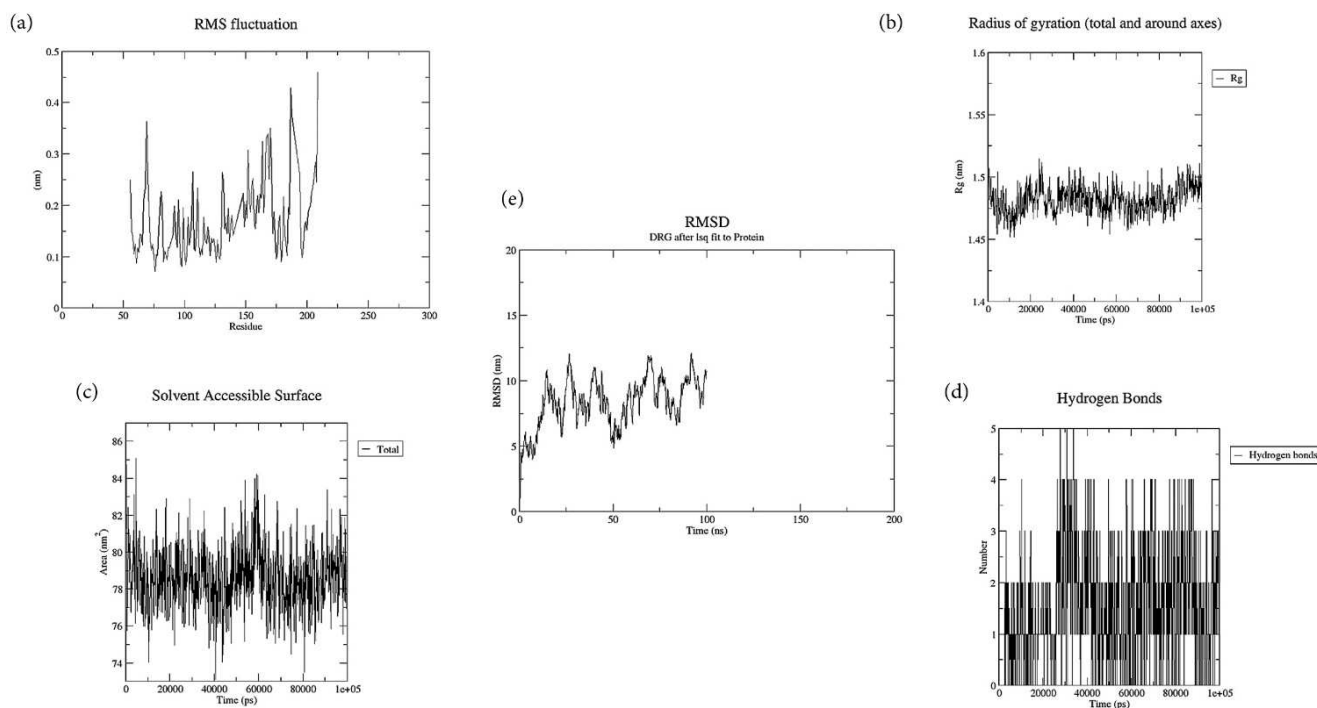 (a)
RMS fluctuation
(nm)
0.5
0.4
0.3
0.2
0.1
0
0 50 100 150 200 250 300
Residue
(b)
Radius of gyration (total and around axes)
Rg (nm)
1.6
1.55
1.5
1.45
1.4
0 20000 40000 60000 80000 1e+05
Time (ps)
Rg
(e)
RMSD
DRG after lsq fit to Protein
RMSD (nm)
20
15
10
5
0
0 50 100 150 200
Time (ns)
(c)
Solvent Accessible Surface
Area (nm2)
86
84
82
80
78
76
74
0 20000 40000 60000 80000 1e+05
Time (ps)
Total
(d)
Hydrogen Bonds
Number
5
4
3
2
1
0
0 20000 40000 60000 80000 1e+05
Time (ps)
Hydrogen bonds